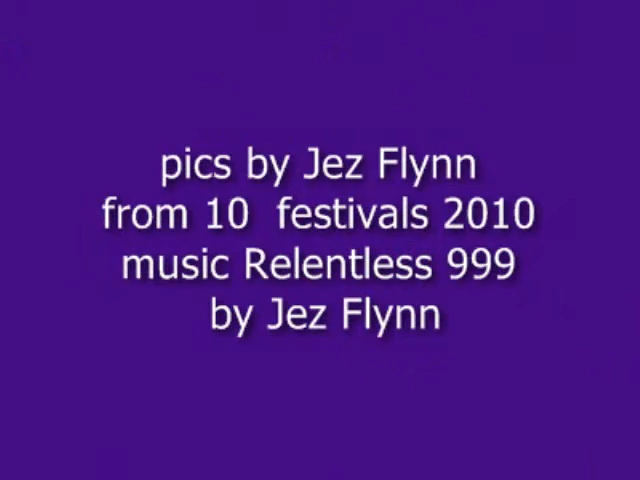 pics by Jez Flynn
from 10  festivals 2010
music Relentless 999
by Jez Flynn